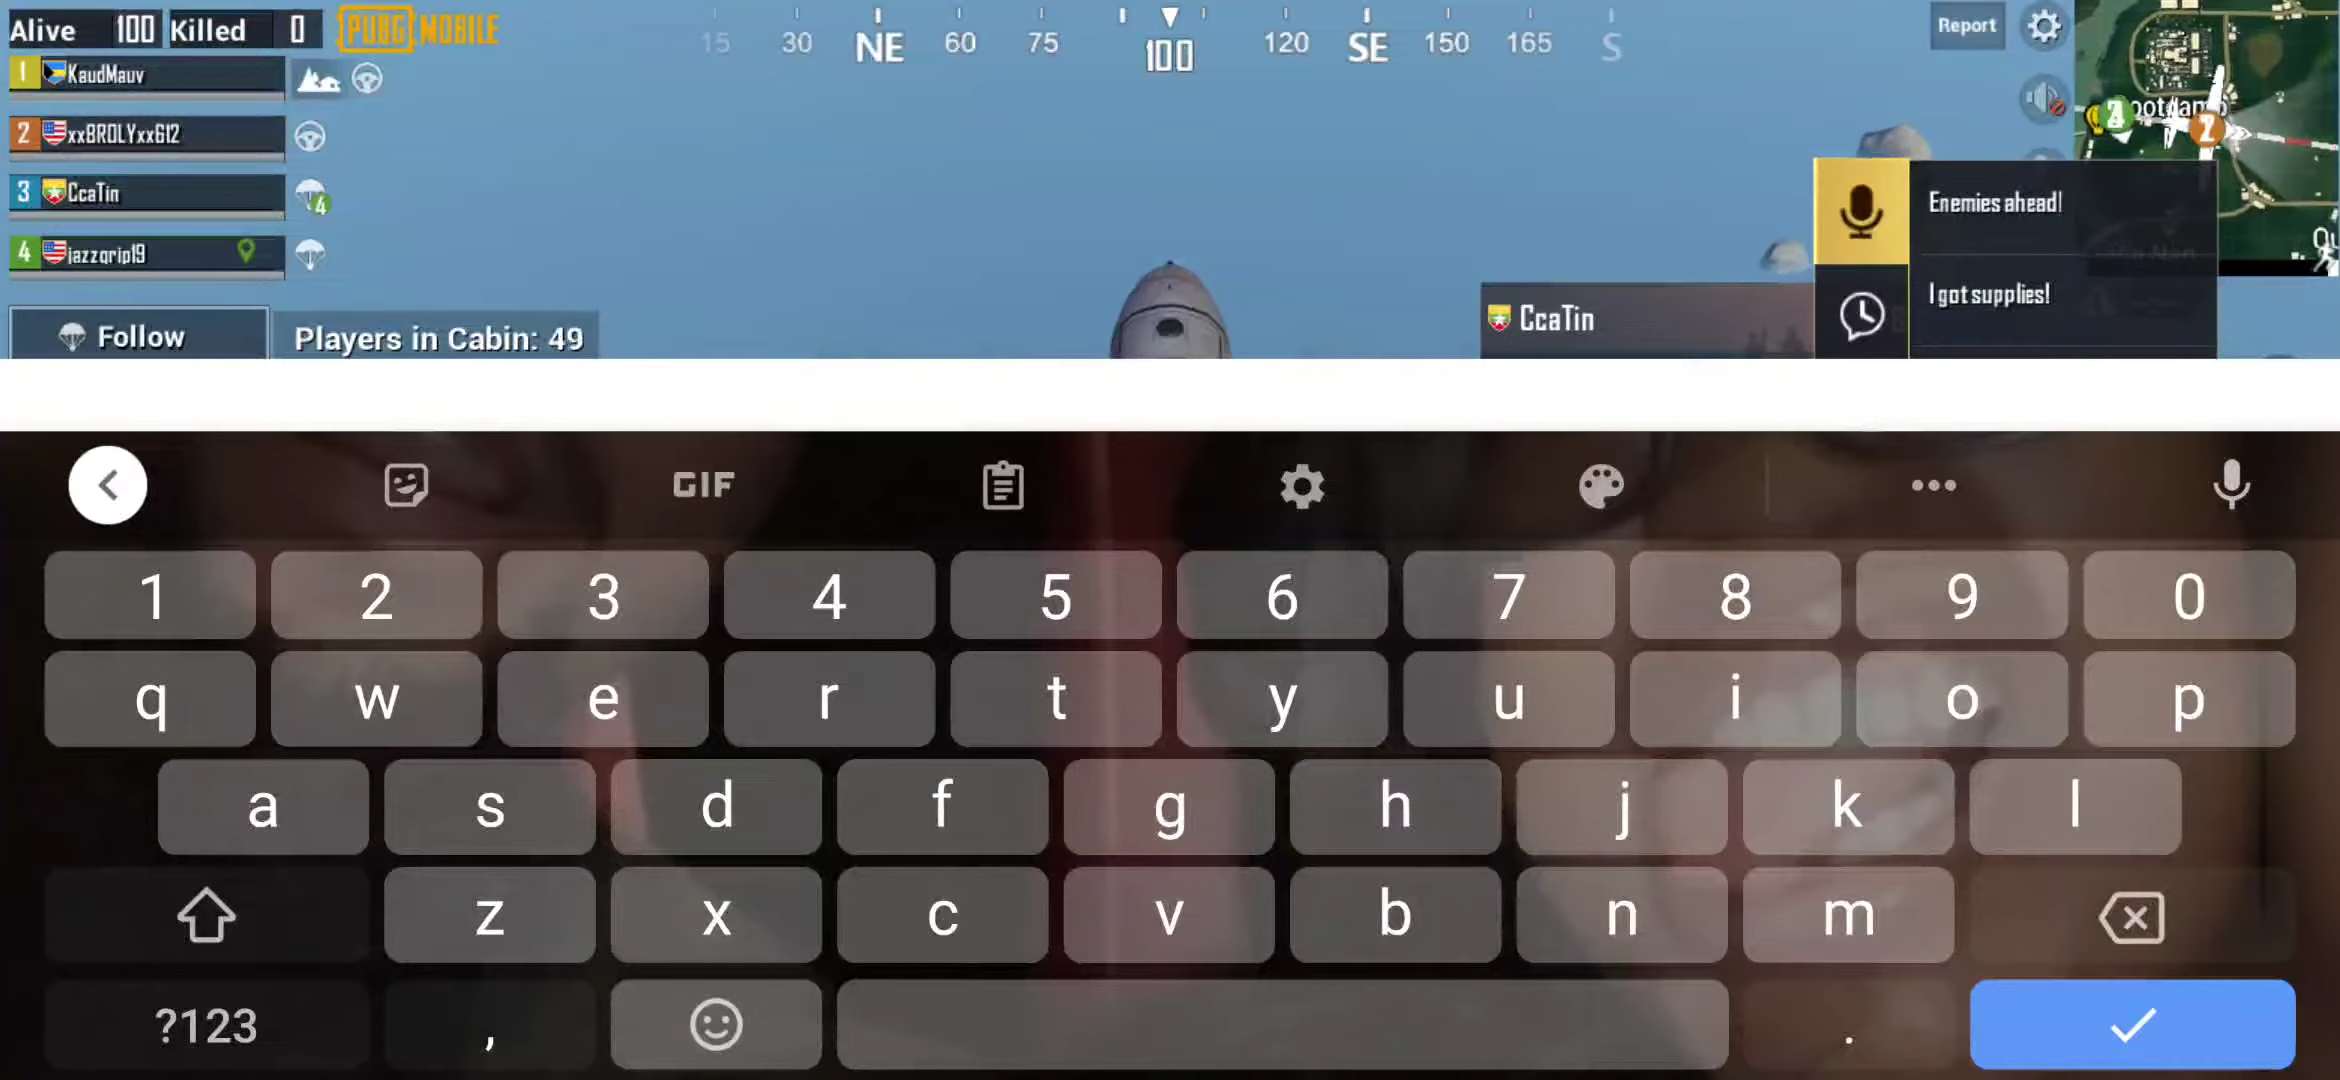 Alive 100 Killed 0 PUBG MOBILE
15 30 NE 60 75 100 120 SE 150 165 S
Report
1 KaudMauv
2 xxBROLYxx612
3 CcaTin 4
4 jazzgrip19
Follow
Players in Cabin: 49
CcaTin
Enemies ahead!
I got supplies!
2
GIF
1 2 3 4 5 6 7 8 9 0
q w e r t y u i o p
a s d f g h j k l
z x c v b n m
?123 , .